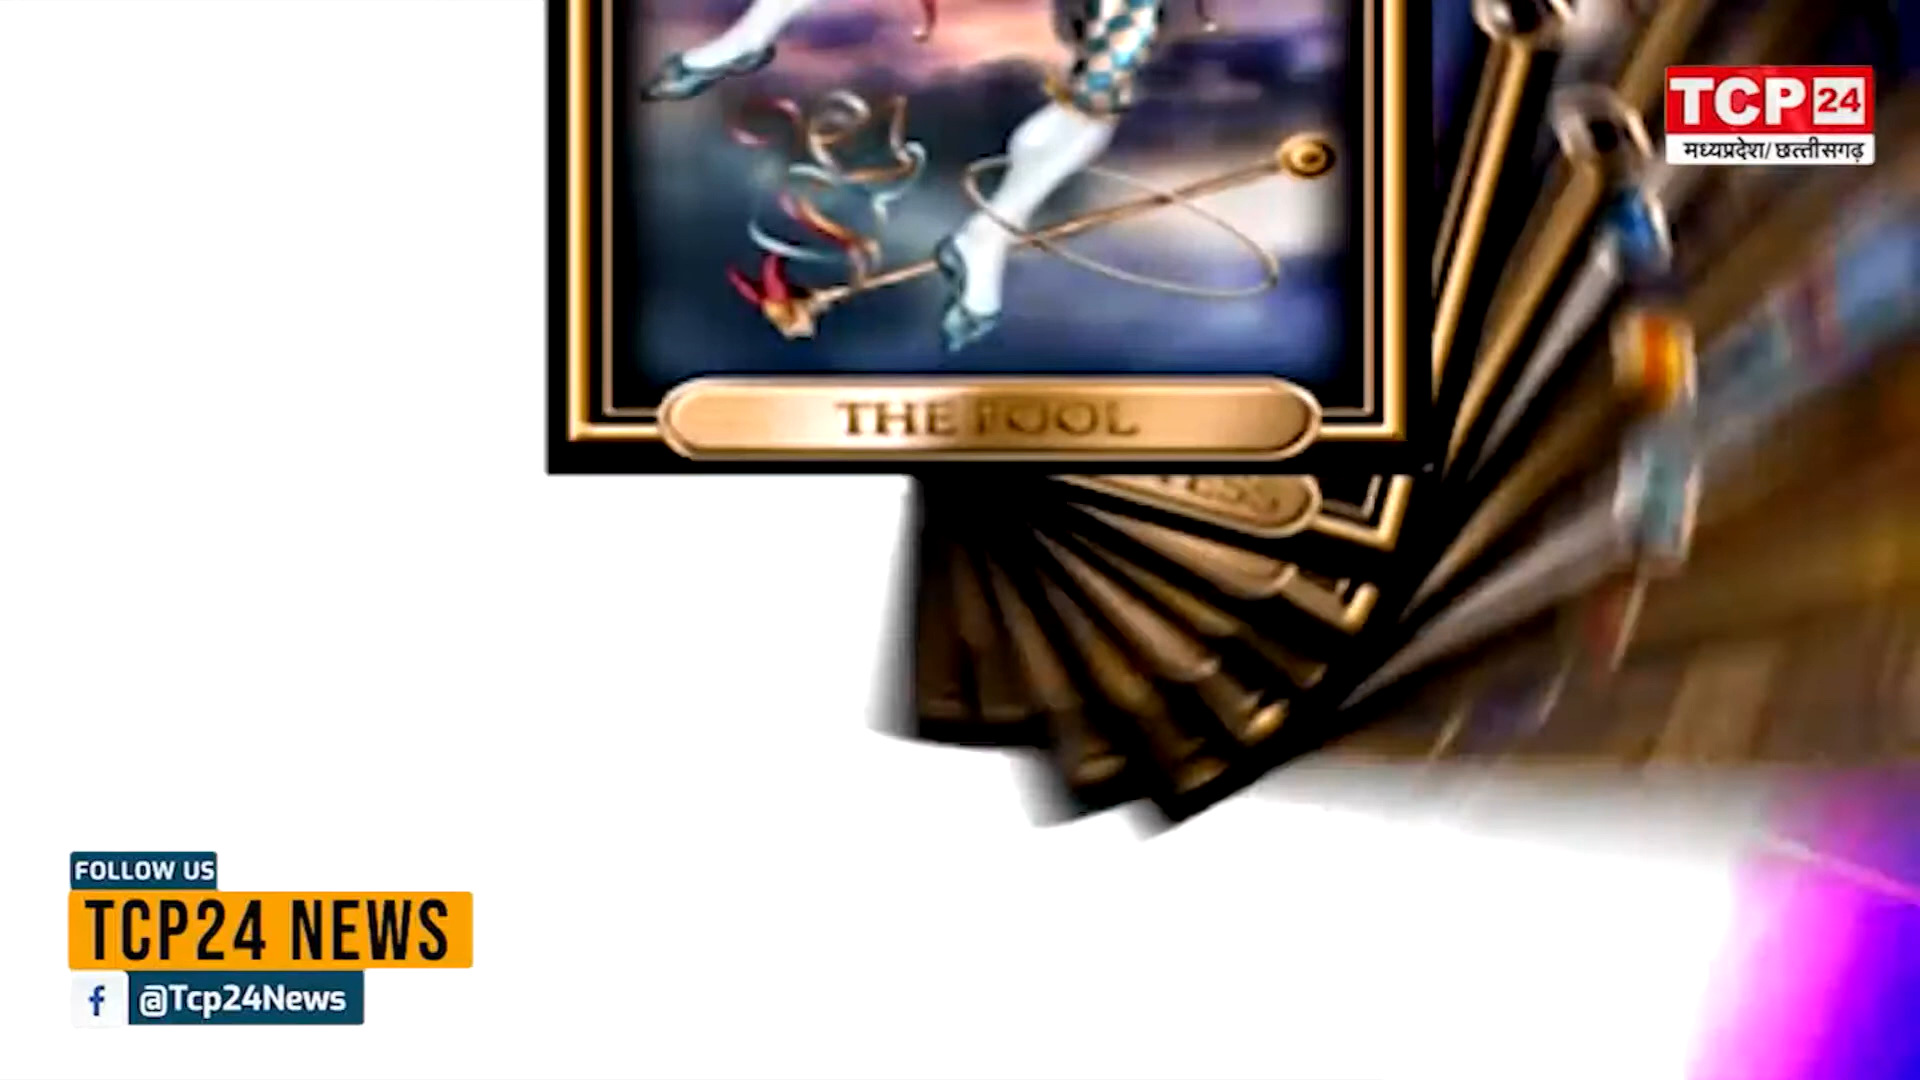 TCP 24
मध्यप्रदेश/ छत्तीसगढ़
THE FOOL
FOLLOW US
TCP24 NEWS
f @Tcp24News